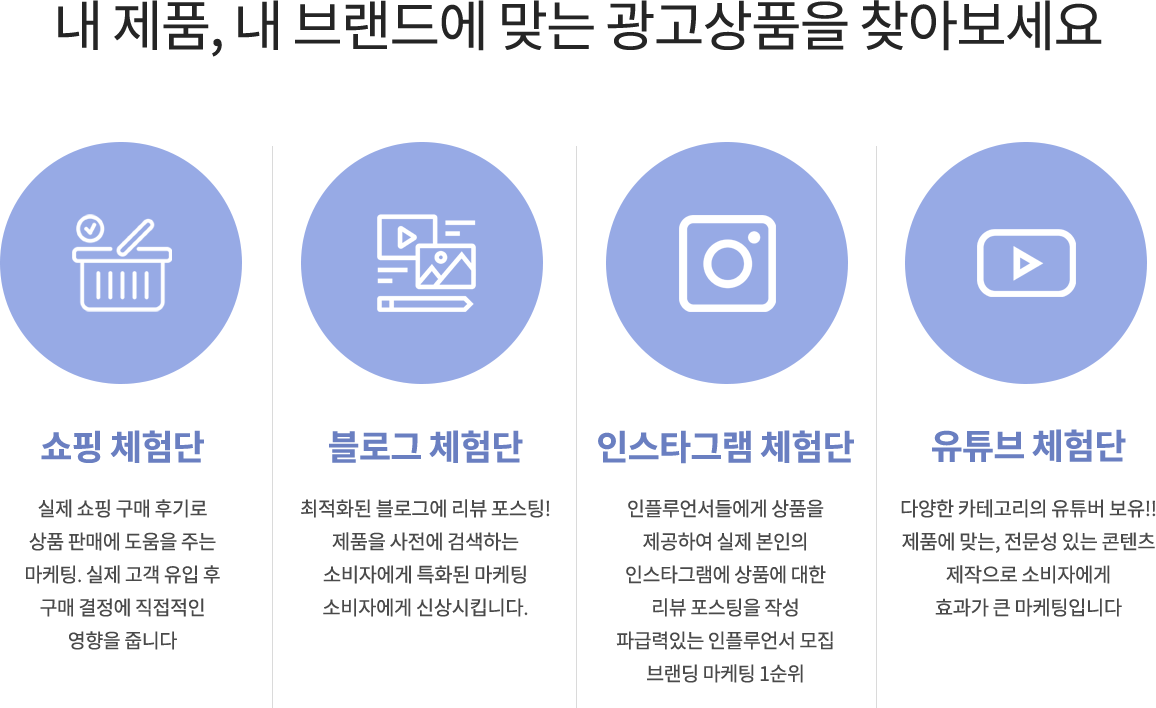 내 제품, 내 브랜드에 맞는 광고상품을 찾아보세요
쇼핑 체험단
실제 쇼핑 구매 후기로
상품 판매에 도움을 주는
마케팅. 실제 고객 유입 후
구매 결정에 직접적인
영향을 줍니다
블로그 체험단
최적화된 블로그에 리뷰 포스팅!
제품을 사전에 검색하는
소비자에게 특화된 마케팅
소비자에게 신상시킵니다.
인스타그램 체험단
인플루언서들에게 상품을
제공하여 실제 본인의
인스타그램에 상품에 대한
리뷰 포스팅을 작성
파급력있는 인플루언서 모집
브랜딩 마케팅 1순위
유튜브 체험단
다양한 카테고리의 유튜버 보유!!
제품에 맞는, 전문성 있는 콘텐츠
제작으로 소비자에게
효과가 큰 마케팅입니다